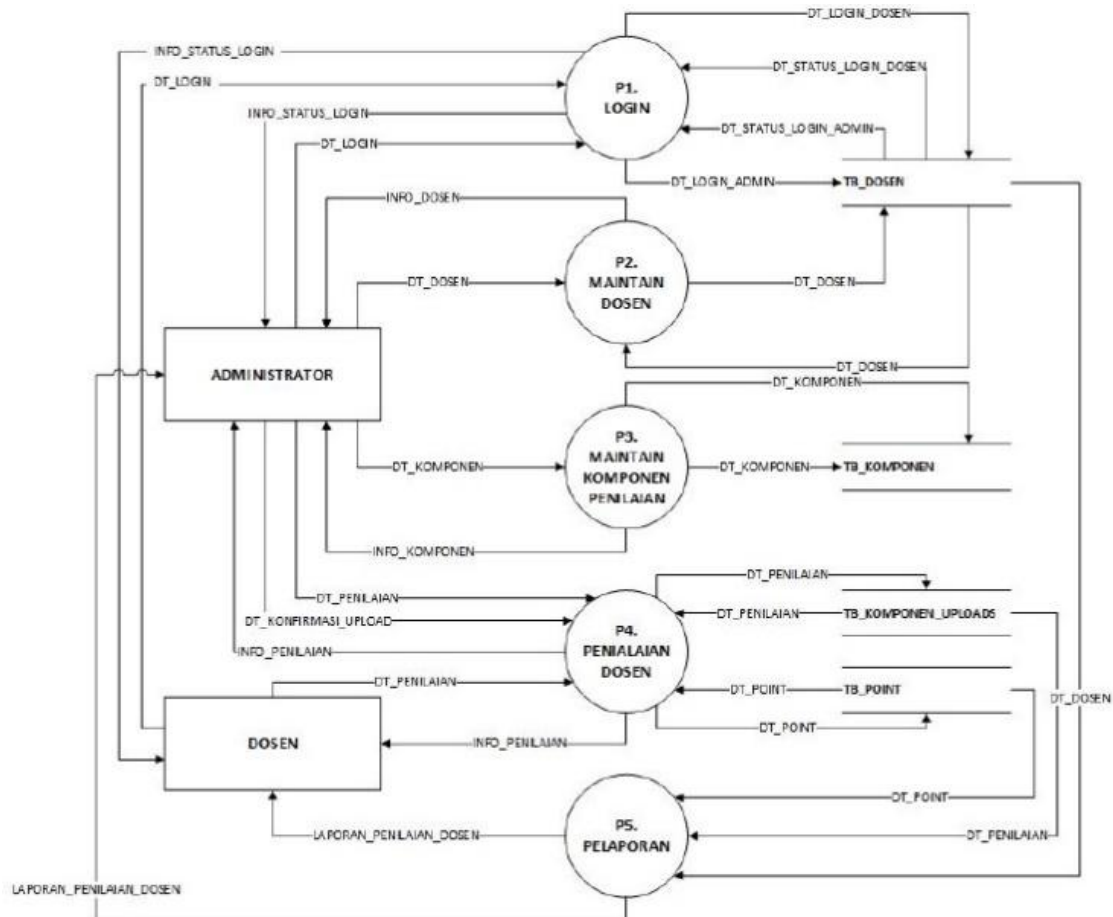 DT_LOGIN_DOSEN
INFO_STATUS_LOGIN
DT_STATUS_LOGIN_DOSEN
DT_LOGIN
P1.
LOGIN
INFO_STATUS_LOGIN
DT_STATUS_LOGIN_ADMIN
DT_LOGIN
DT_LOGIN_ADMIN
TB_DOSEN
INFO_DOSEN
P2.
MAINTAIN
DOSEN
DT_DOSEN
DT_DOSEN
DT_DOSEN
ADMINISTRATOR
DT_KOMPONEN
P3.
MAINTAIN
KOMPONEN
PENILAIAN
DT_KOMPONEN
DT_KOMPONEN
TB_KOMPONEN
INFO_KOMPONEN
DT_PENILAIAN
DT_PENILAIAN
DT_PENILAIAN
TB_KOMPONEN_UPLOADS
DT_KONFIRMASI_UPLOAD
P4.
PENIALAIAN
DOSEN
INFO_PENILAIAN
DT_PENILAIAN
DT_POINT
TB_POINT
DT_DOSEN
DT_POINT
DOSEN
INFO_PENILAIAN
DT_POINT
P5.
PELAPORAN
LAPORAN_PENILAIAN_DOSEN
DT_PENILAIAN
LAPORAN_PENILAIAN_DOSEN